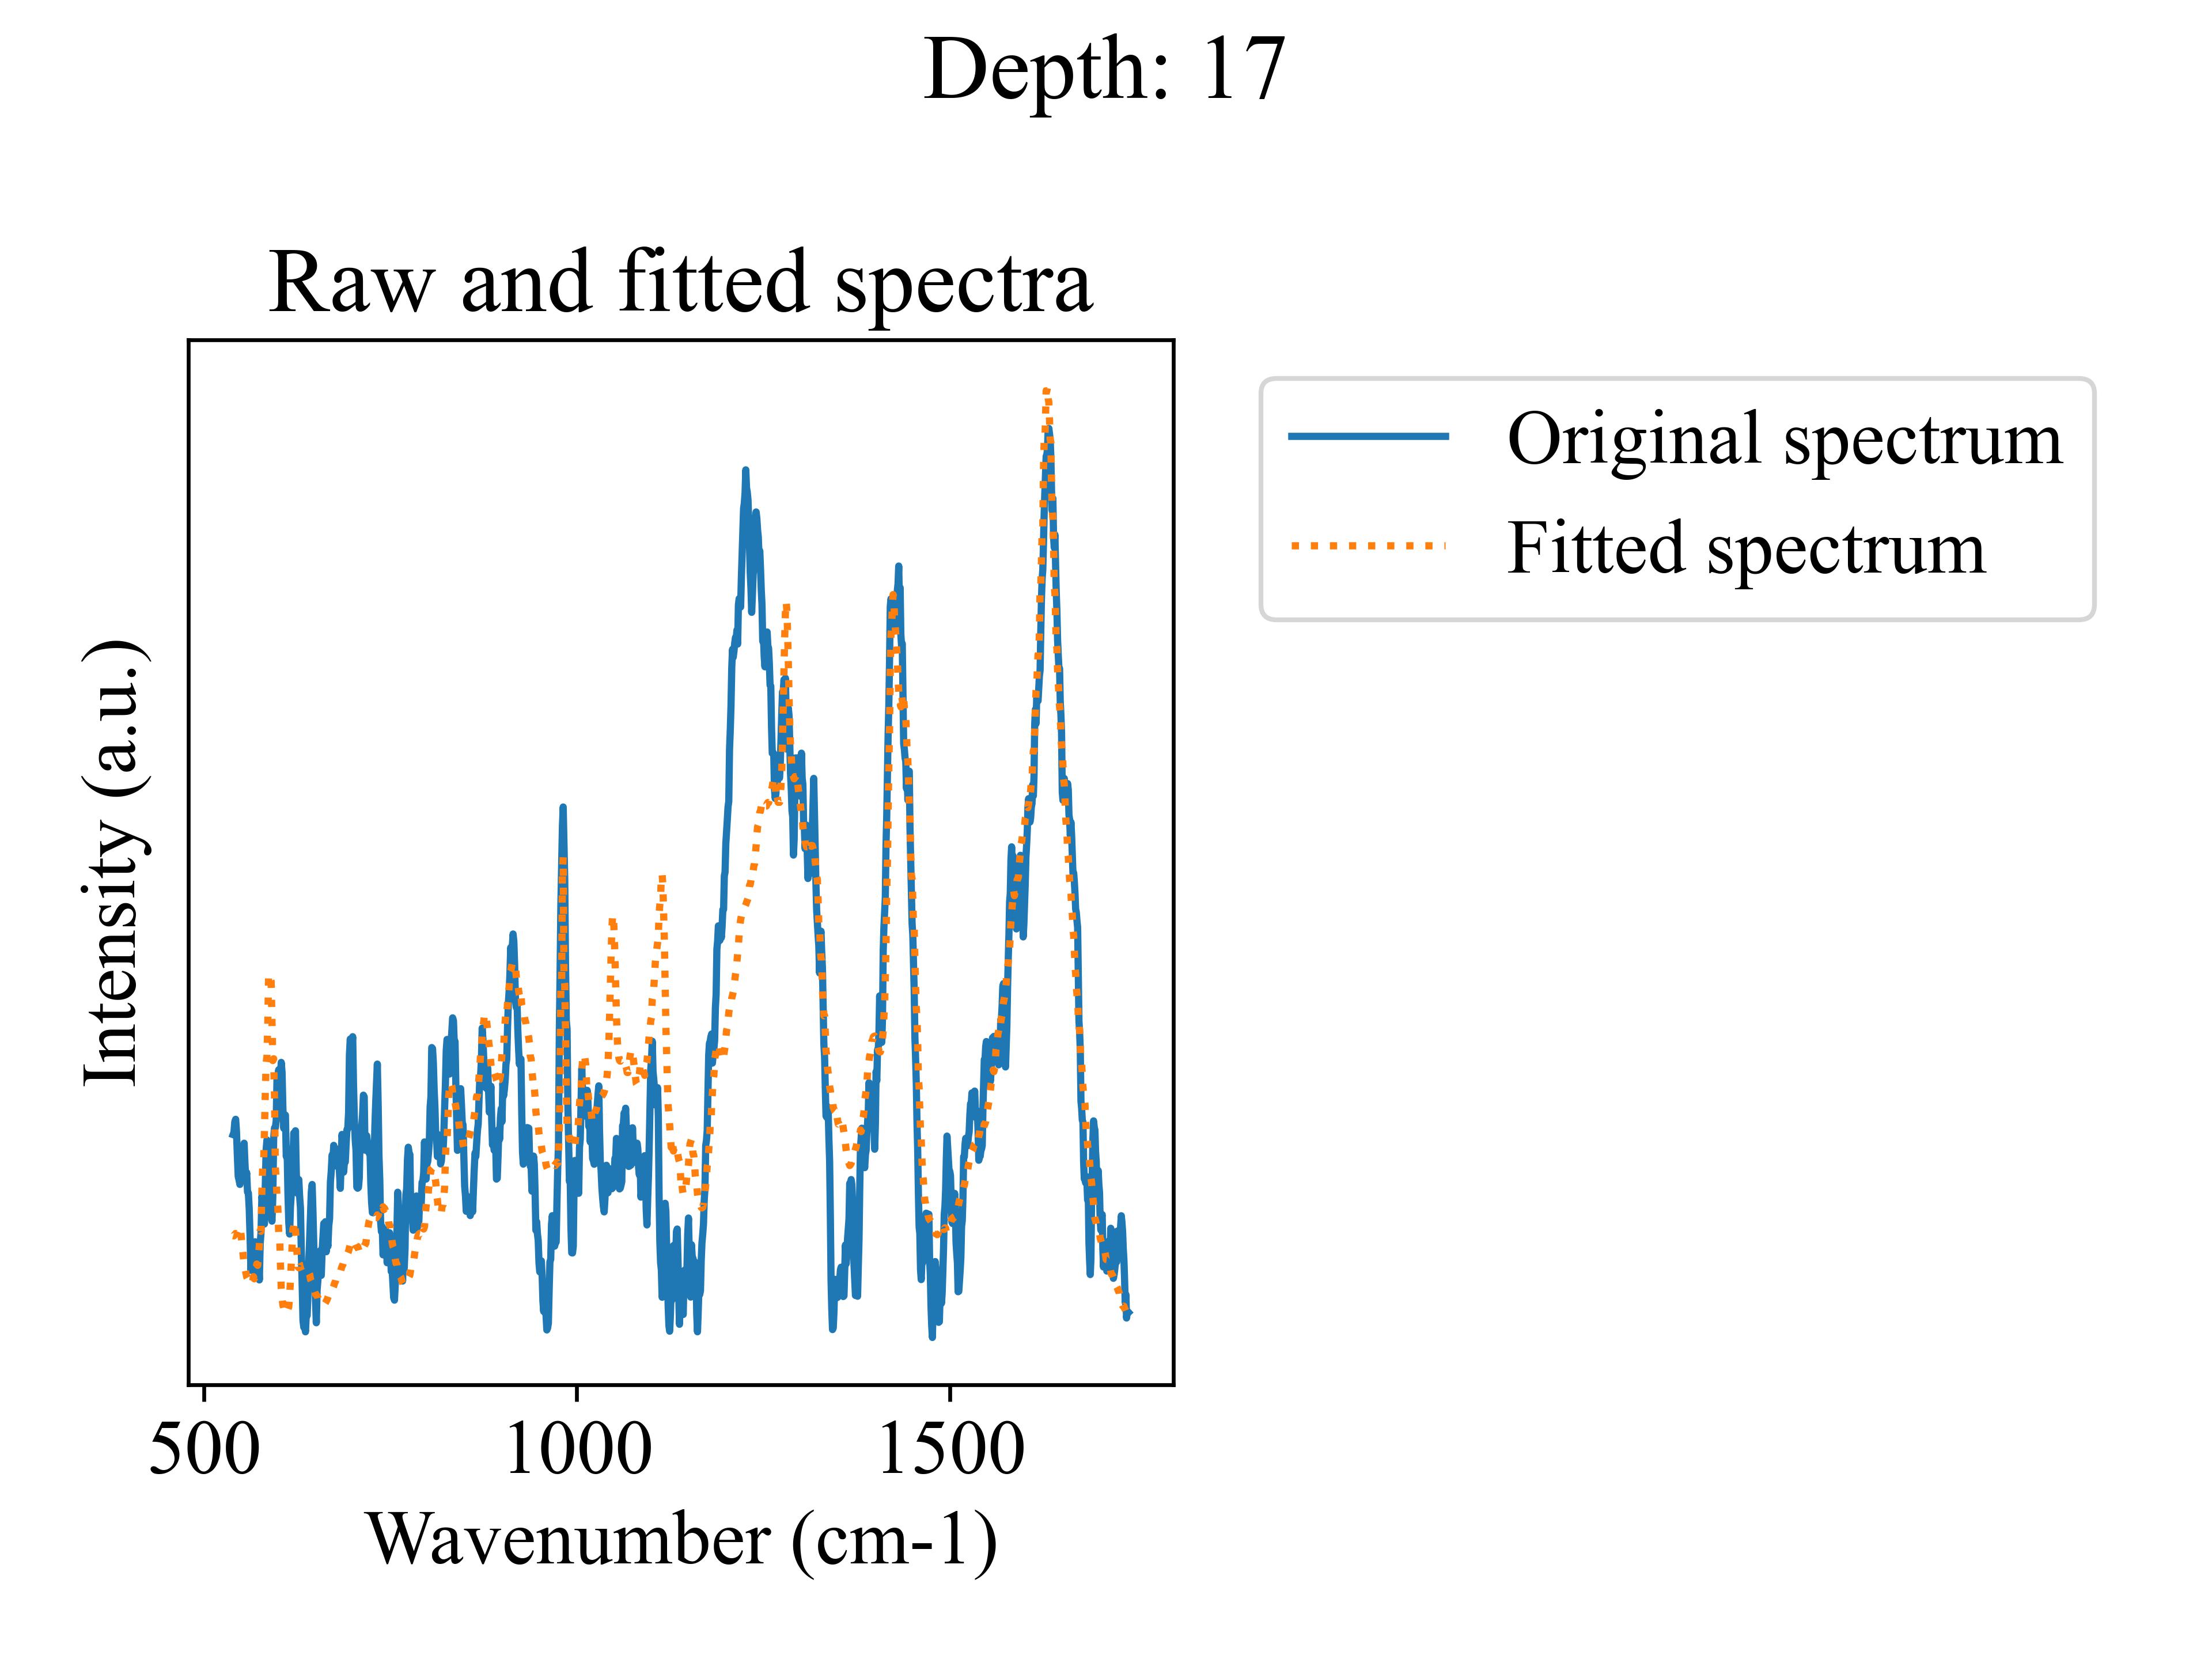 Depth: 17
Raw and fitted spectra
Original spectrum
Fitted spectrum
Intensity (a.u.)
500 1000 1500
Wavenumber (cm-1)